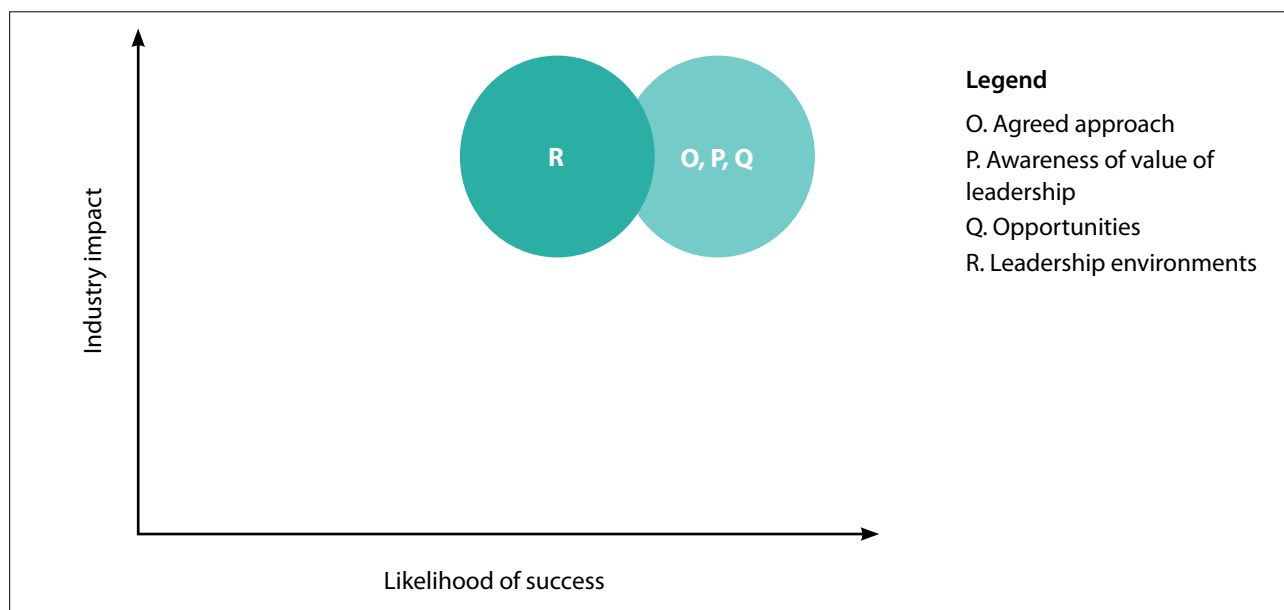 Industry impact
R
O, P, Q
Likelihood of success
Legend
O. Agreed approach
P. Awareness of value of
leadership
Q. Opportunities
R. Leadership environments